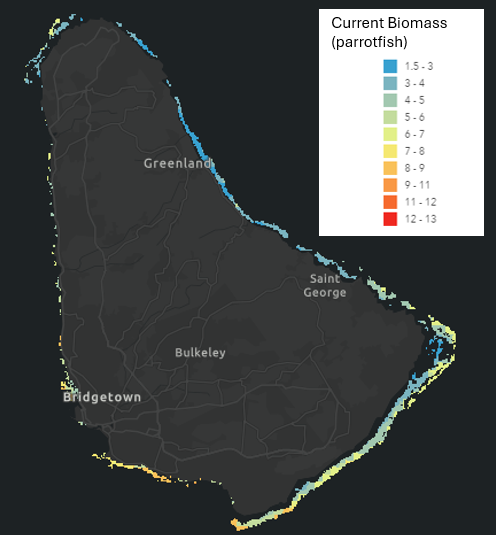 Current Biomass
(parrotfish)
1.5 - 3
3 - 4
4 - 5
5 - 6
6 - 7
7 - 8
8 - 9
9 - 11
11 - 12
12 - 13
Greenland
Saint
George
Bulkeley
Bridgetown